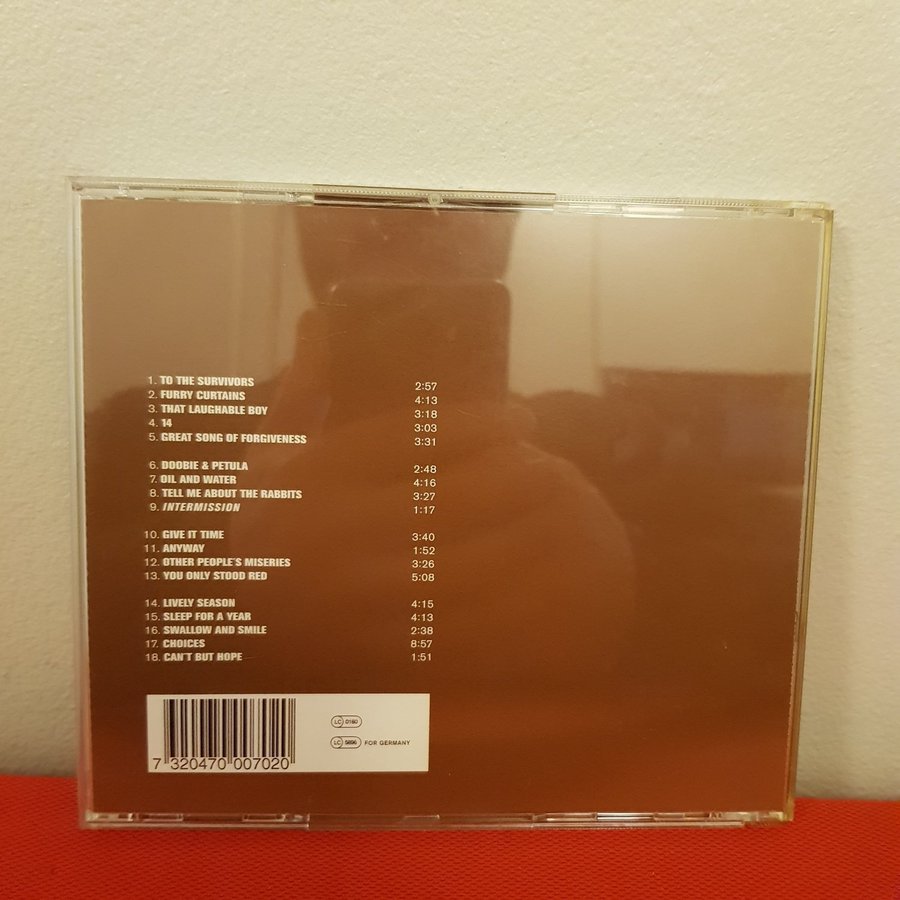 1. TO THE SURVIVORS 2:57
2. FURRY CURTAINS 4:13
3. THAT LAUGHABLE BOY 3:18
4. 14 3:03
5. GREAT SONG OF FORGIVENESS 3:31
6. DOOBIE & PETULA 2:48
7. OIL AND WATER 4:16
8. TELL ME ABOUT THE RABBITS 3:27
9. INTERMISSION 1:17
10. GIVE IT TIME 3:40
11. ANYWAY 1:52
12. OTHER PEOPLE'S MISERIES 3:26
13. YOU ONLY STOOD RED 5:08
14. LIVELY SEASON 4:15
15. SLEEP FOR A YEAR 4:13
16. SWALLOW AND SMILE 2:38
17. CHOICES 8:57
18. CAN'T BUT HOPE 1:51
LC 0160
LC 5896 FOR GERMANY
7 320470 007020